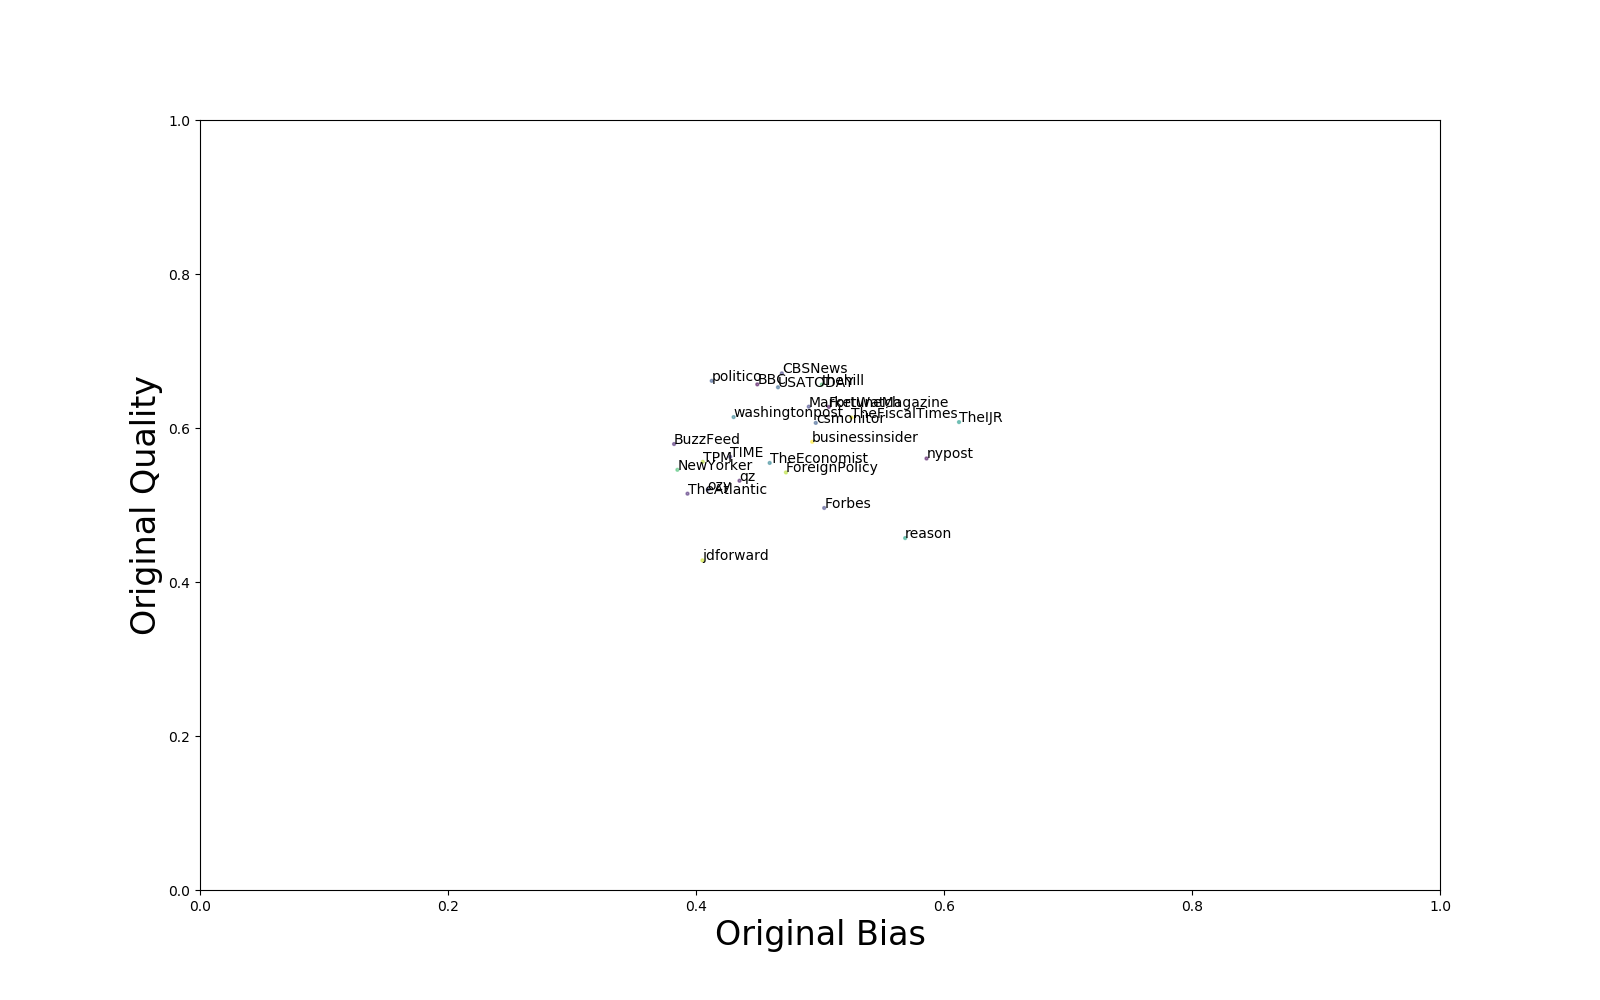 1.0
0.8
0.6
0.4
0.2
0.0
Original Quality
CBSNews
politico
BBC
USATODAY
thehill
MarketWatch
FortuneMagazine
washingtonpost
TheFiscalTimes
csmonitor
TheIJR
BuzzFeed
businessinsider
TIME
nypost
TPM
TheEconomist
NewYorker
ForeignPolicy
qz
ozy
TheAtlantic
Forbes
reason
jdforward
0.0 0.2 0.4 0.6 0.8 1.0
Original Bias